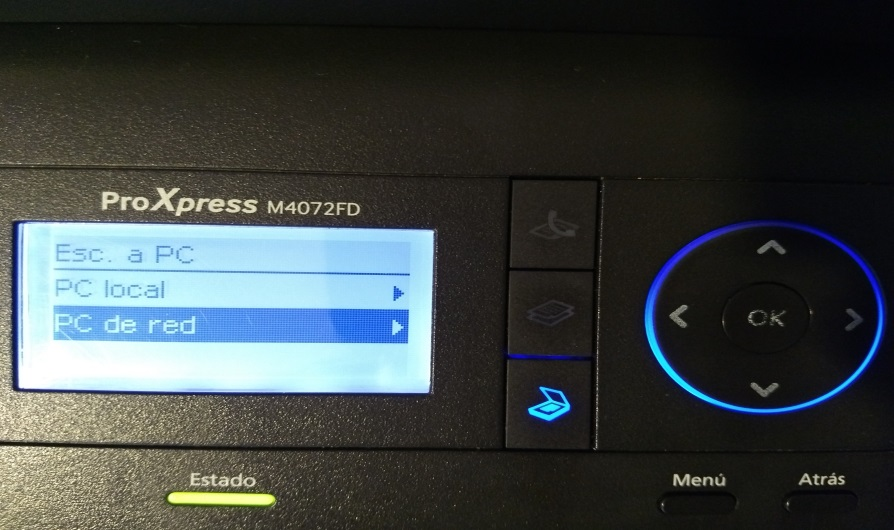 ProXpress M4072FD
Esc. a PC
PC local
PC de red
OK
Estado
Menú
Atrás